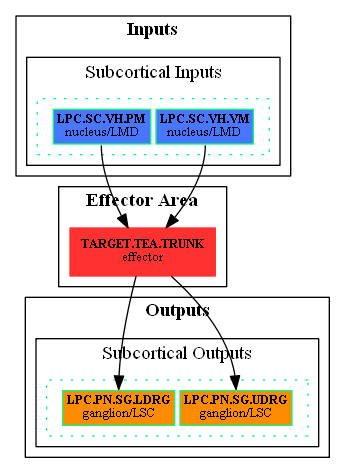 Inputs
Subcortical Inputs
LPC.SC.VH.PM
nucleus/LMD
LPC.SC.VH.VM
nucleus/LMD
Effector Area
TARGET.TEA.TRUNK
effector
Outputs
Subcortical Outputs
LPC.PN.SG.LDRG
ganglion/LSC
LPC.PN.SG.UDRG
ganglion/LSC